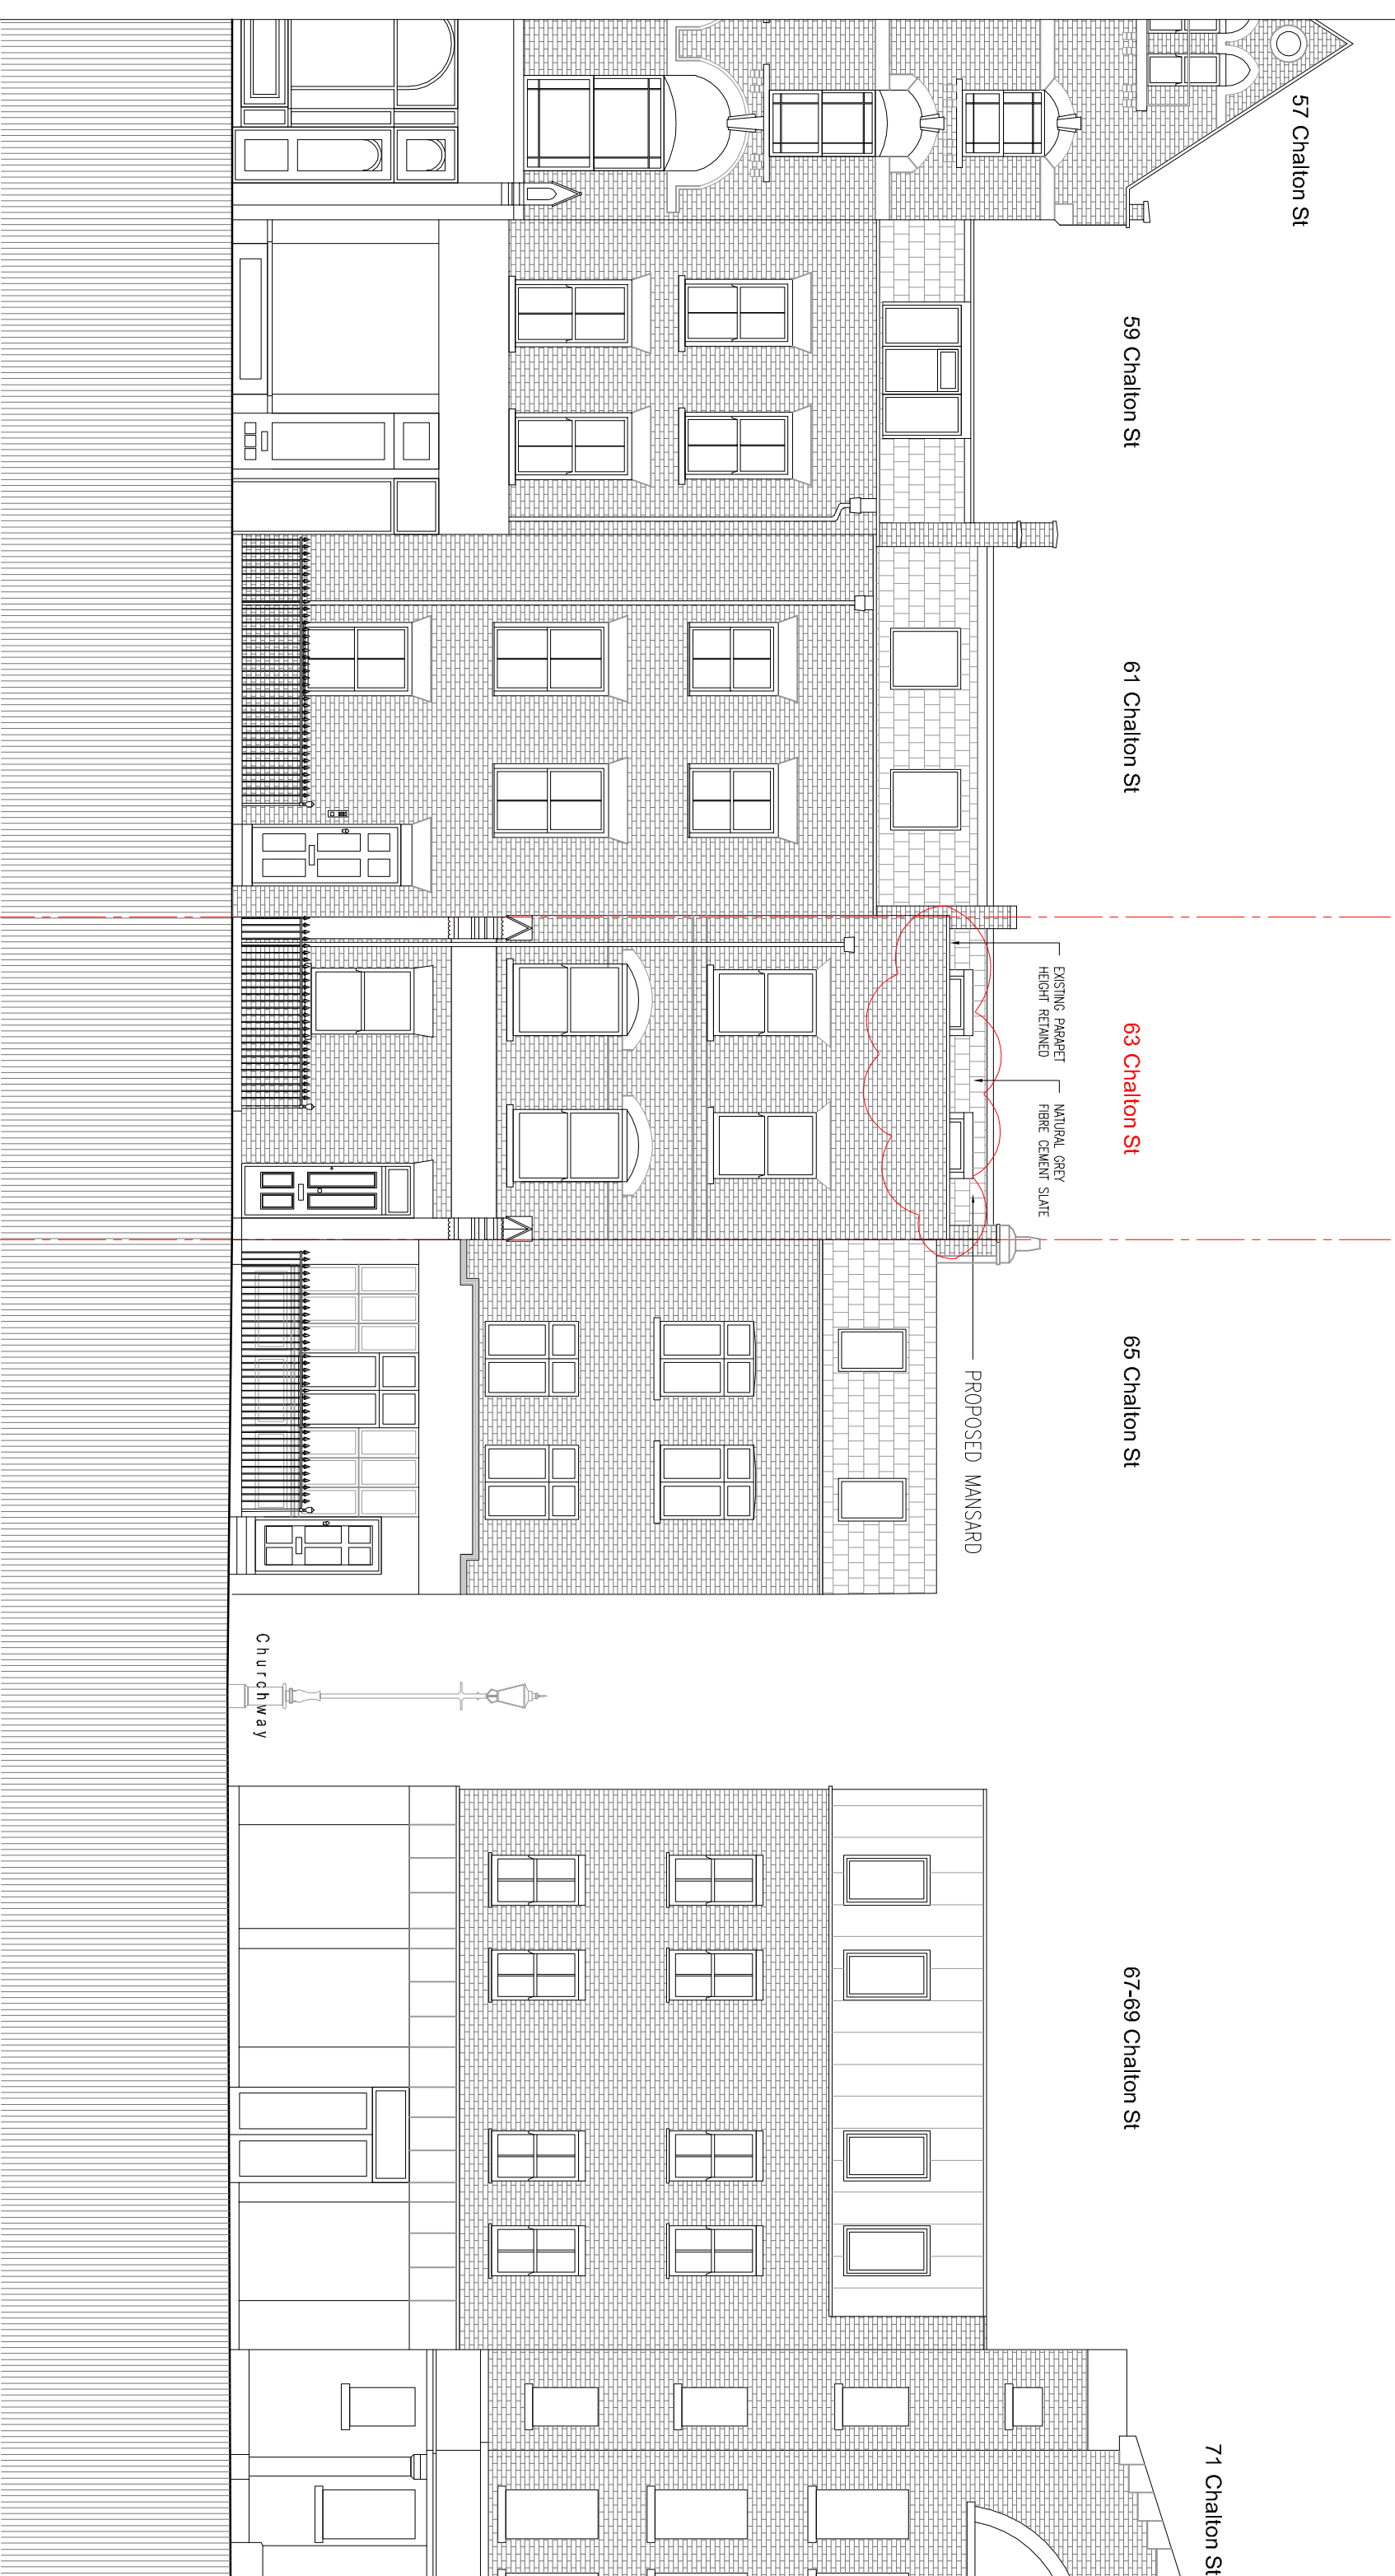 57 Chalton St
59 Chalton St
61 Chalton St
63 Chalton St
65 Chalton St
67-69 Chalton St
71 Chalton St
EXISTING PARAPET
HEIGHT RETAINED
NATURAL GREY
FIBRE CEMENT SLATE
PROPOSED MANSARD
Churchway